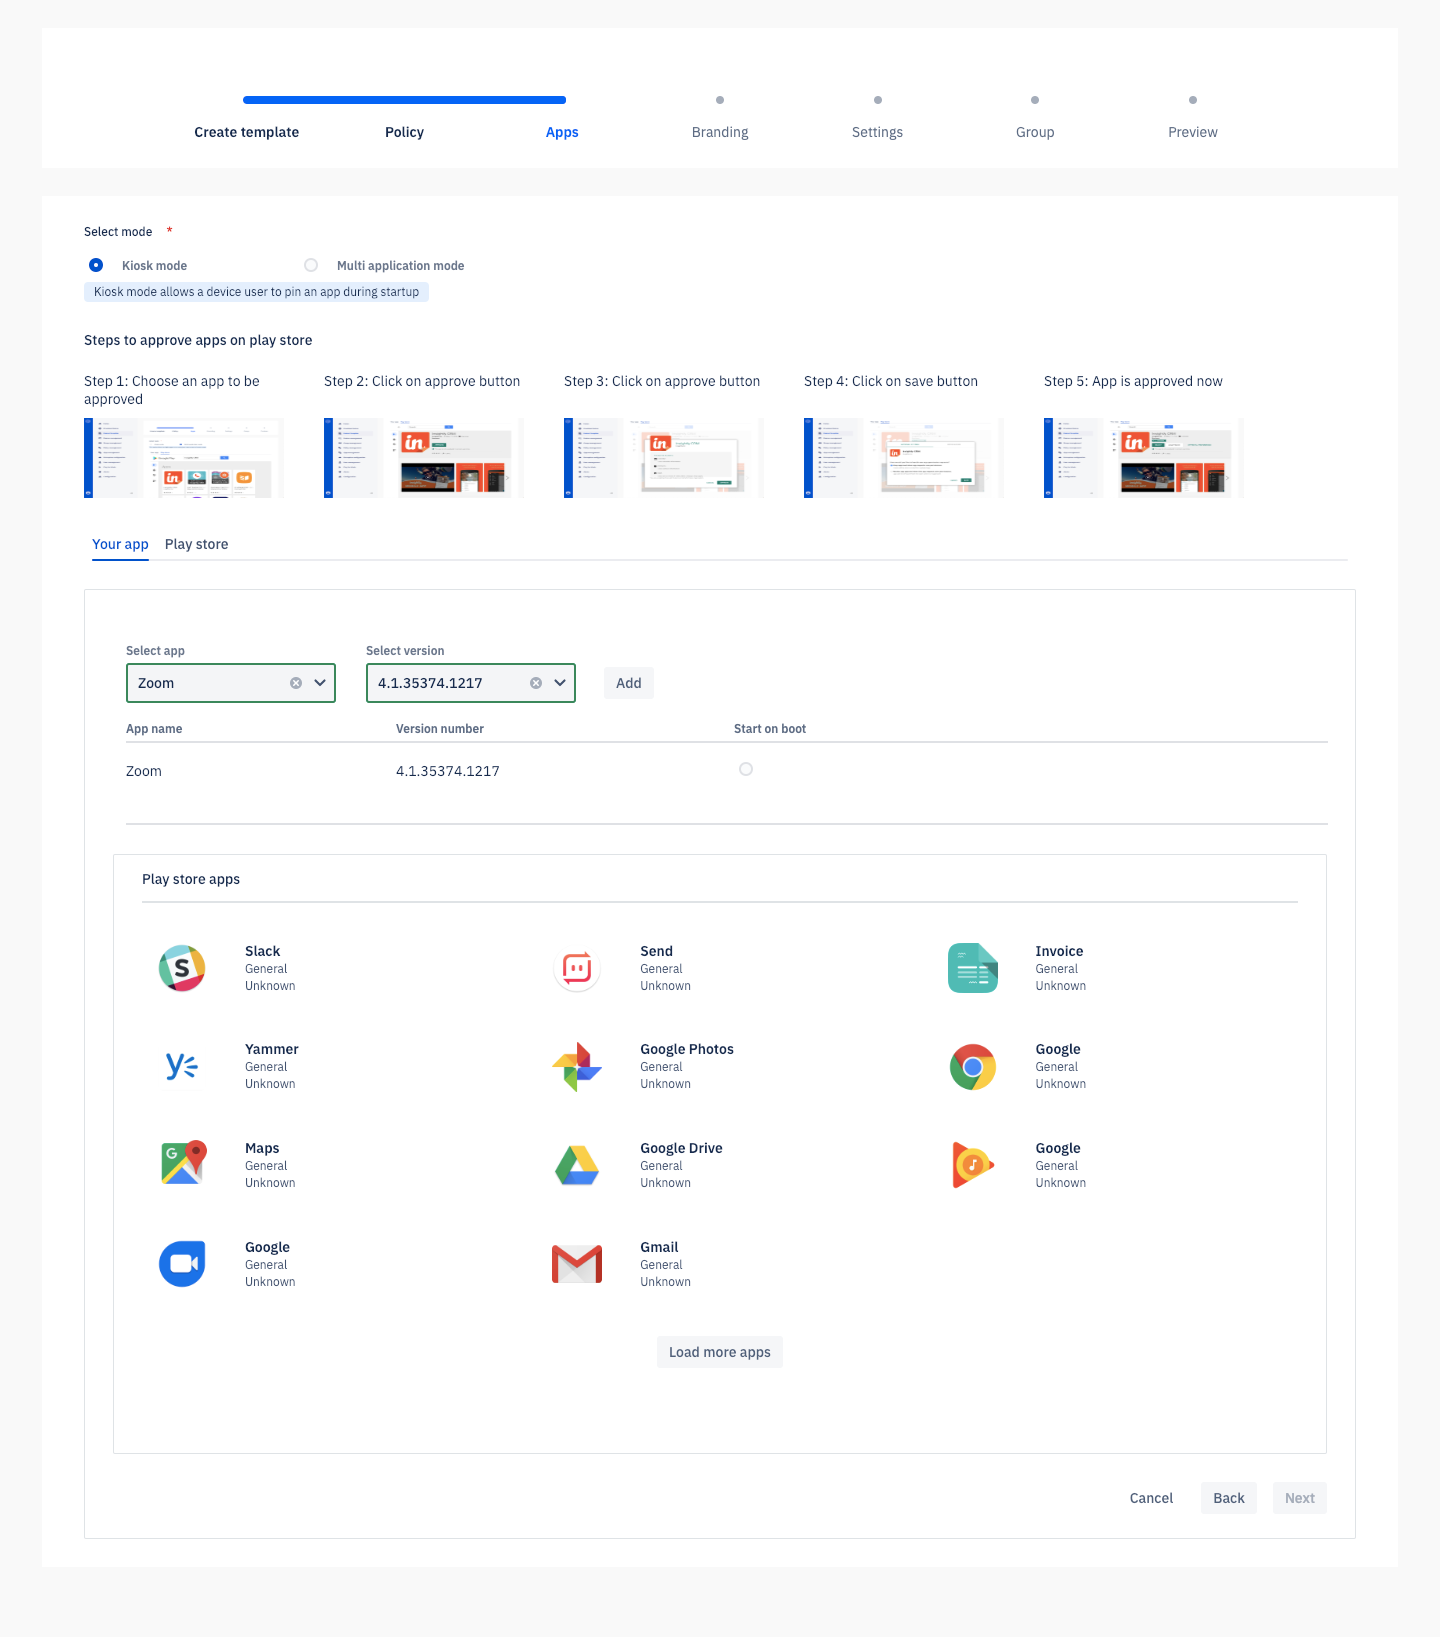 Create template
Policy
Apps
Branding
Settings
Group
Preview
Select mode *
Kiosk mode
Multi application mode
Kiosk mode allows a device user to pin an app during startup
Steps to approve apps on play store
Step 1: Choose an app to be
approved
Step 2: Click on approve button
Step 3: Click on approve button
Step 4: Click on save button
Step 5: App is approved now
in.
in.
in.
in.
in.
Your app
Play store
Select app
Select version
Zoom
4.1.35374.1217
Add
App name
Version number
Start on boot
Zoom
4.1.35374.1217
Play store apps
S
Slack
General
Unknown
Send
General
Unknown
Invoice
General
Unknown
Yammer
General
Unknown
Google Photos
General
Unknown
Google
General
Unknown
G
Maps
General
Unknown
Google Drive
General
Unknown
Google
General
Unknown
Google
General
Unknown
Gmail
General
Unknown
Load more apps
Cancel
Back
Next